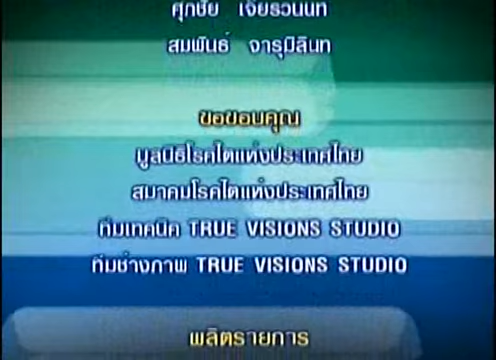 ศุภชัย เจียรวนนท์
สมพันธ์ จารุมิลินท
ขอขอบคุณ
มูลนิธิโรคไตแห่งประเทศไทย
สมาคมโรคไตแห่งประเทศไทย
ทีมเทคนิค TRUE VISIONS STUDIO
ทีมช่างภาพ TRUE VISIONS STUDIO
ผลิตรายการ